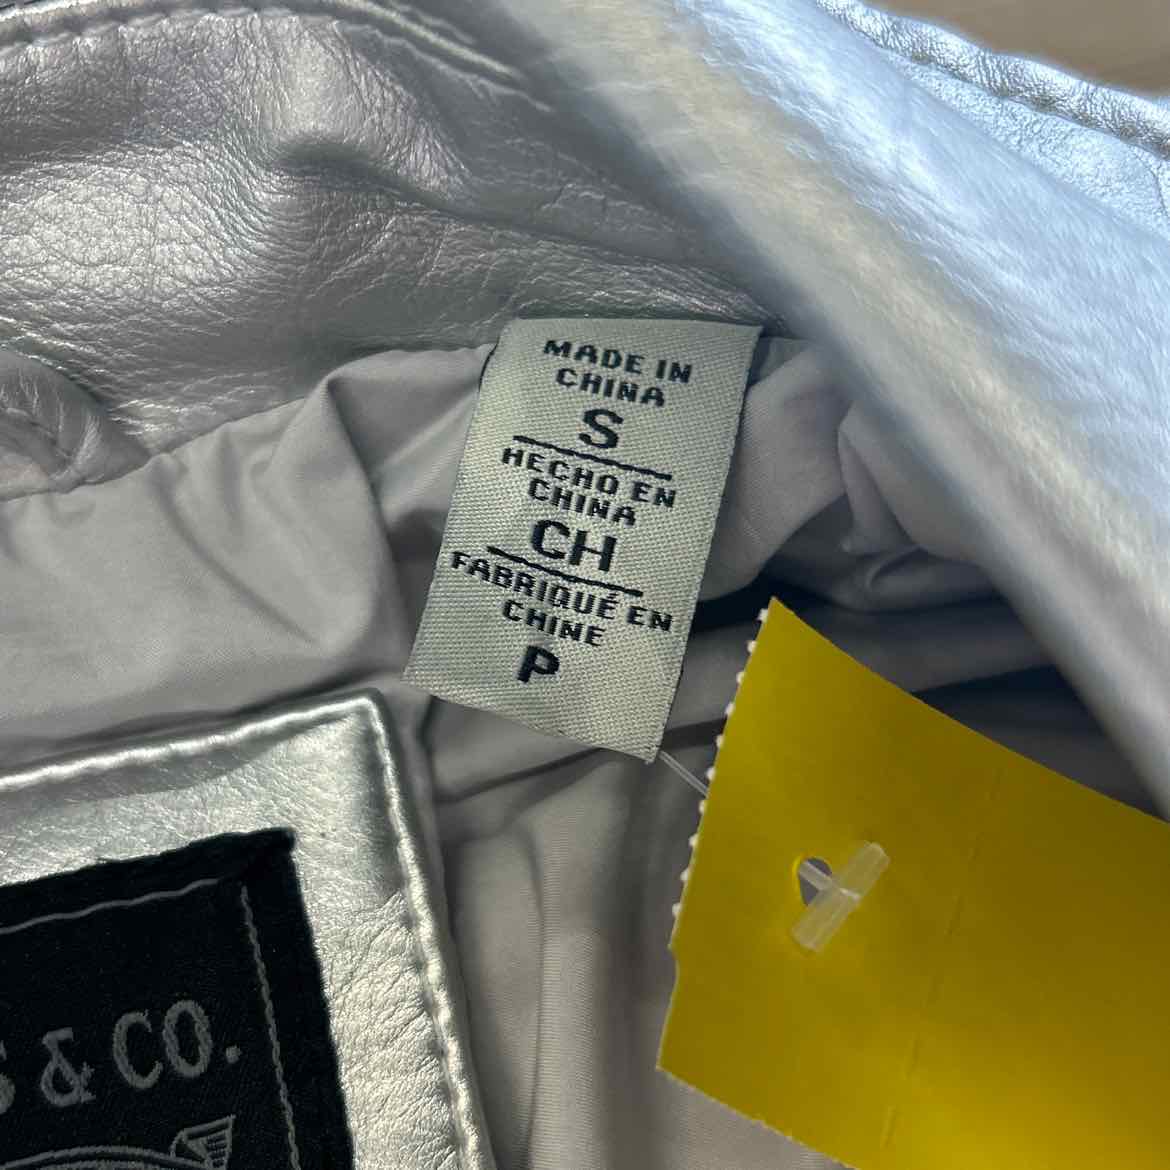 MADE IN
CHINA
S
HECHO EN
CHINA
CH
FABRIQUÉ EN
CHINE
P
& CO.